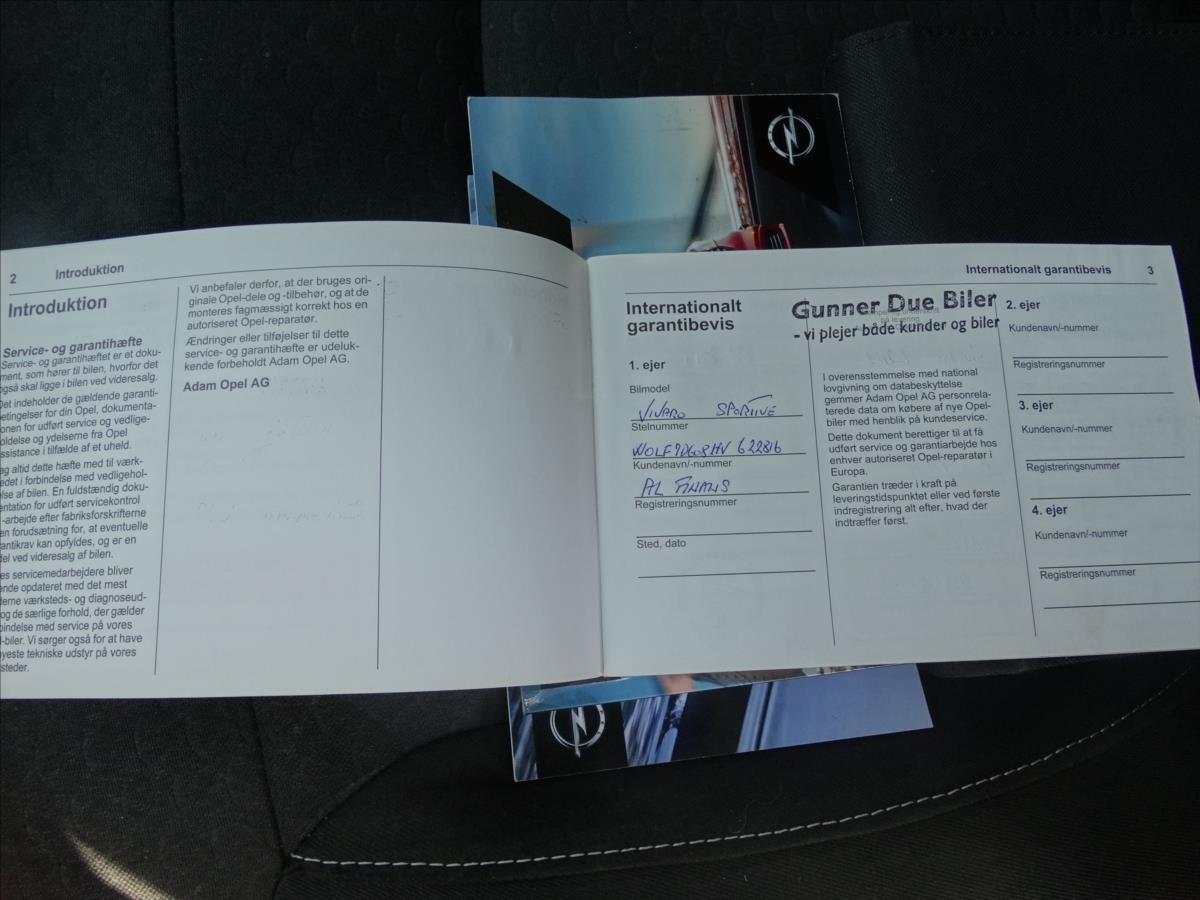 2 Introduktion
Introduktion
Service- og garantihæfte
Service- og garantihæftet er et doku-
ment, som hører til bilen, hvorfor det
også skal ligge i bilen ved videresalg.
Det indeholder de gældende garanti-
betingelser for din Opel, dokumenta-
onen for udført service og vedlige-
oldelse og ydelserne fra Opel
ssistance i tilfælde af et uheld.
ag altid dette hæfte med til værk-
edet i forbindelse med vedligehol-
lse af bilen. En fuldstændig doku-
entation for udført servicekontrol
-arbejde efter fabriksforskrifterne
en forudsætning for, at eventuelle
antikrav kan opfyldes, og er en
del ved videresalg af bilen.
es servicemedarbejdere bliver
ende opdateret med det mest
derne værksteds- og diagnoseud-
og de særlige forhold, der gælder
bindelse med service på vores
l-biler. Vi sørger også for at have
yeste tekniske udstyr på vores
steder.
Vi anbefaler derfor, at der bruges ori-
ginale Opel-dele og -tilbehør, og at de
monteres fagmæssigt korrekt hos en
autoriseret Opel-reparatør.
Ændringer eller tilføjelser til dette
service- og garantihæfte er udeluk-
kende forbeholdt Adam Opel AG.
Adam Opel AG
Internationalt garantibevis 3
Internationalt
garantibevis
1. ejer
Bilmodel
VIVARO SPORTIVE
Stelnummer
Kundenavn/-nummer
AL FINANS
Registreringsnummer
Sted, dato
Gunner Due Biler
- vi plejer både kunder og biler
I overensstemmelse med national
lovgivning om databeskyttelse
gemmer Adam Opel AG personrela-
terede data om købere af nye Opel-
biler med henblik på kundeservice.
Dette dokument berettiger til at få
udført service og garantiarbejde hos
enhver autoriseret Opel-reparatør i
Europa.
Garantien træder i kraft på
leveringstidspunktet eller ved første
indregistrering alt efter, hvad der
indtræffer først.
2. ejer
Kundenavn/-nummer
Registreringsnummer
3. ejer
Kundenavn/-nummer
Registreringsnummer
4. ejer
Kundenavn/-nummer
Registreringsnummer